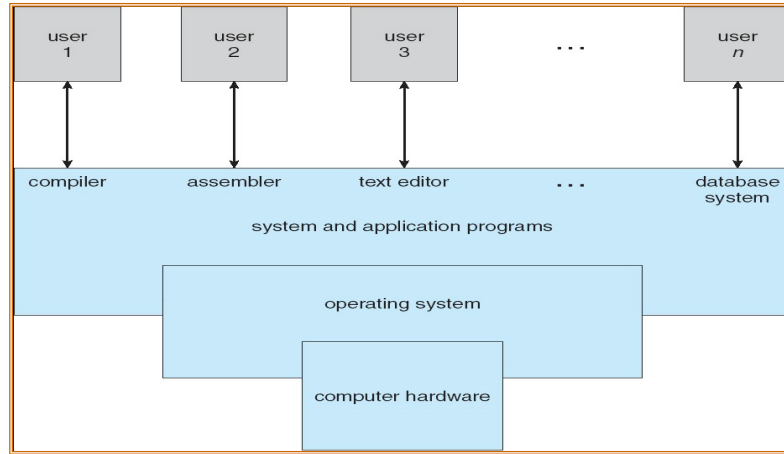 user
1
user
2
user
3
...
user
n
compiler
assembler
text editor
...
database
system
system and application programs
operating system
computer hardware